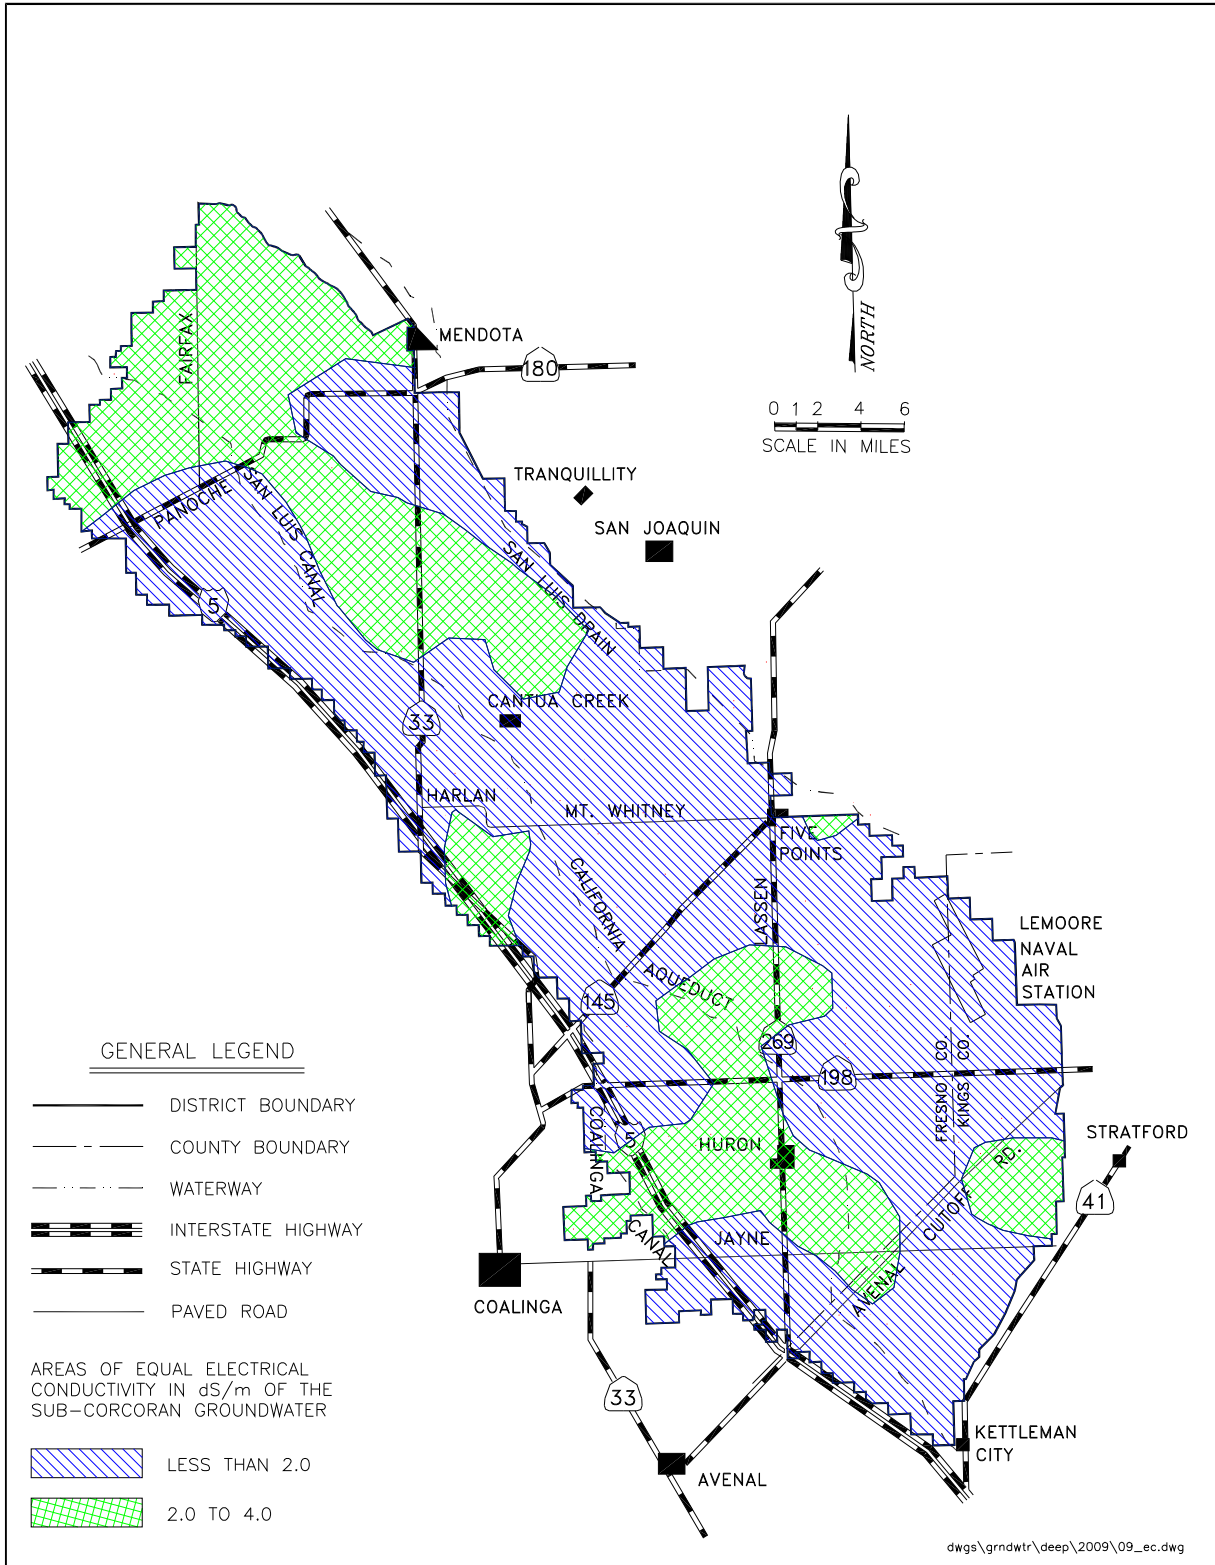 NORTH
MENDOTA
180
FAIRFAX
0 1 2 4 6
SCALE IN MILES
TRANQUILLITY
SAN JOAQUIN
PANOCHE
SAN LUIS CANAL
SAN LUIS DRAIN
5
CANTUA CREEK
33
HARLAN
MT. WHITNEY
FIVE
POINTS
CALIFORNIA
AQUEDUCT
LASSEN
LEMOORE
NAVAL
AIR
STATION
145
269
198
FRESNO CO.
KINGS CO.
STRATFORD
41
COALINGA
CANAL
5
HURON
AVENAL
CUTOFF
RD.
JAYNE
COALINGA
33
AVENAL
KETTLEMAN
CITY
GENERAL LEGEND
DISTRICT BOUNDARY
COUNTY BOUNDARY
WATERWAY
INTERSTATE HIGHWAY
STATE HIGHWAY
PAVED ROAD
AREAS OF EQUAL ELECTRICAL
CONDUCTIVITY IN dS/m OF THE
SUB-CORCORAN GROUNDWATER
LESS THAN 2.0
2.0 TO 4.0
dwgs\grndwtr\deep\2009\09_ec.dwg